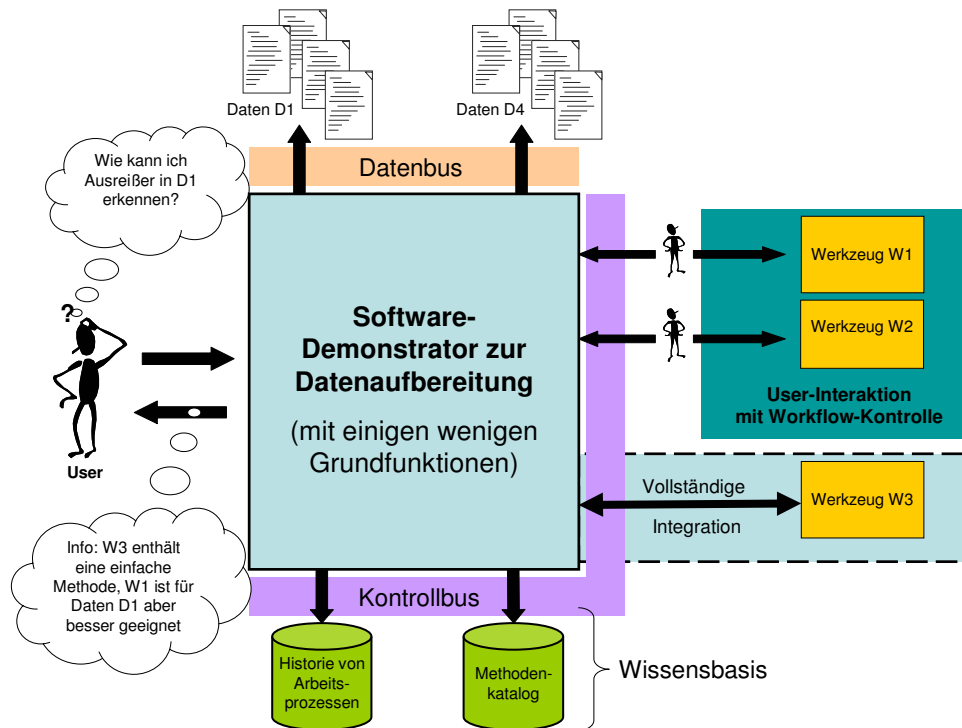 Daten D1
Daten D4
Wie kann ich
Ausreißer in D1
erkennen?
Datenbus
?
User
Software-
Demonstrator zur
Datenaufbereitung
(mit einigen wenigen
Grundfunktionen)
Werkzeug W1
Werkzeug W2
User-Interaktion
mit Workflow-Kontrolle
Vollständige
Integration
Werkzeug W3
Info: W3 enthält
eine einfache
Methode, W1 ist für
Daten D1 aber
besser geeignet
Kontrollbus
Historie von
Arbeits-
prozessen
Methoden-
katalog
Wissensbasis